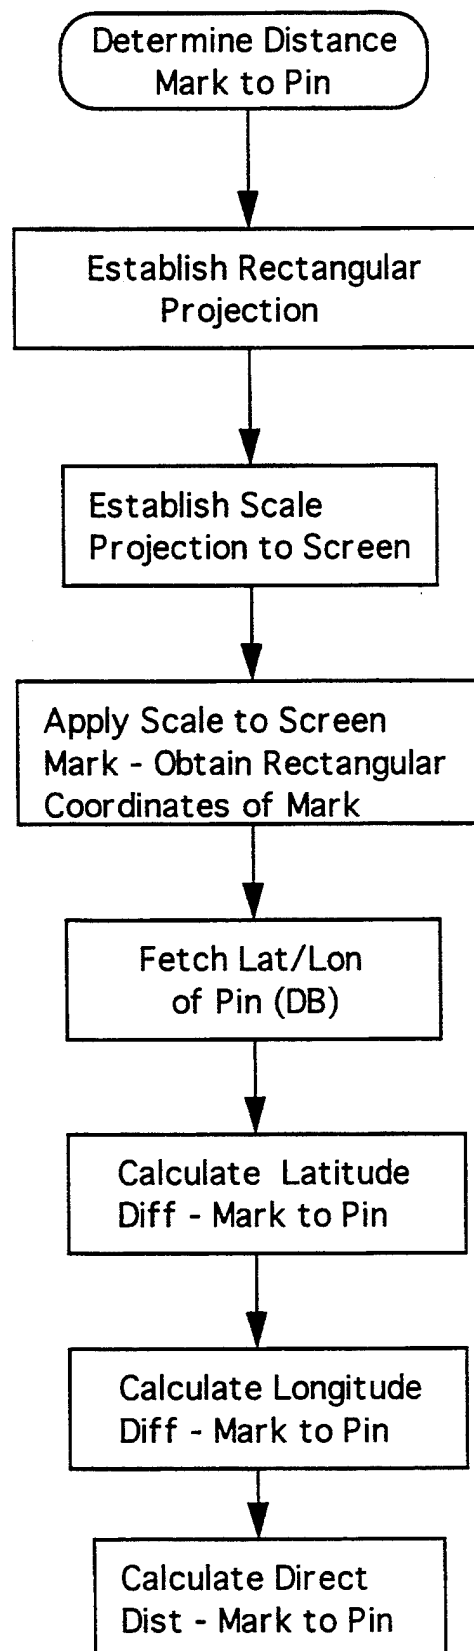 Determine Distance
Mark to Pin
Establish Rectangular
Projection
Establish Scale
Projection to Screen
Apply Scale to Screen
Mark - Obtain Rectangular
Coordinates of Mark
Fetch Lat/Lon
of Pin (DB)
Calculate Latitude
Diff - Mark to Pin
Calculate Longitude
Diff - Mark to Pin
Calculate Direct
Dist - Mark to Pin